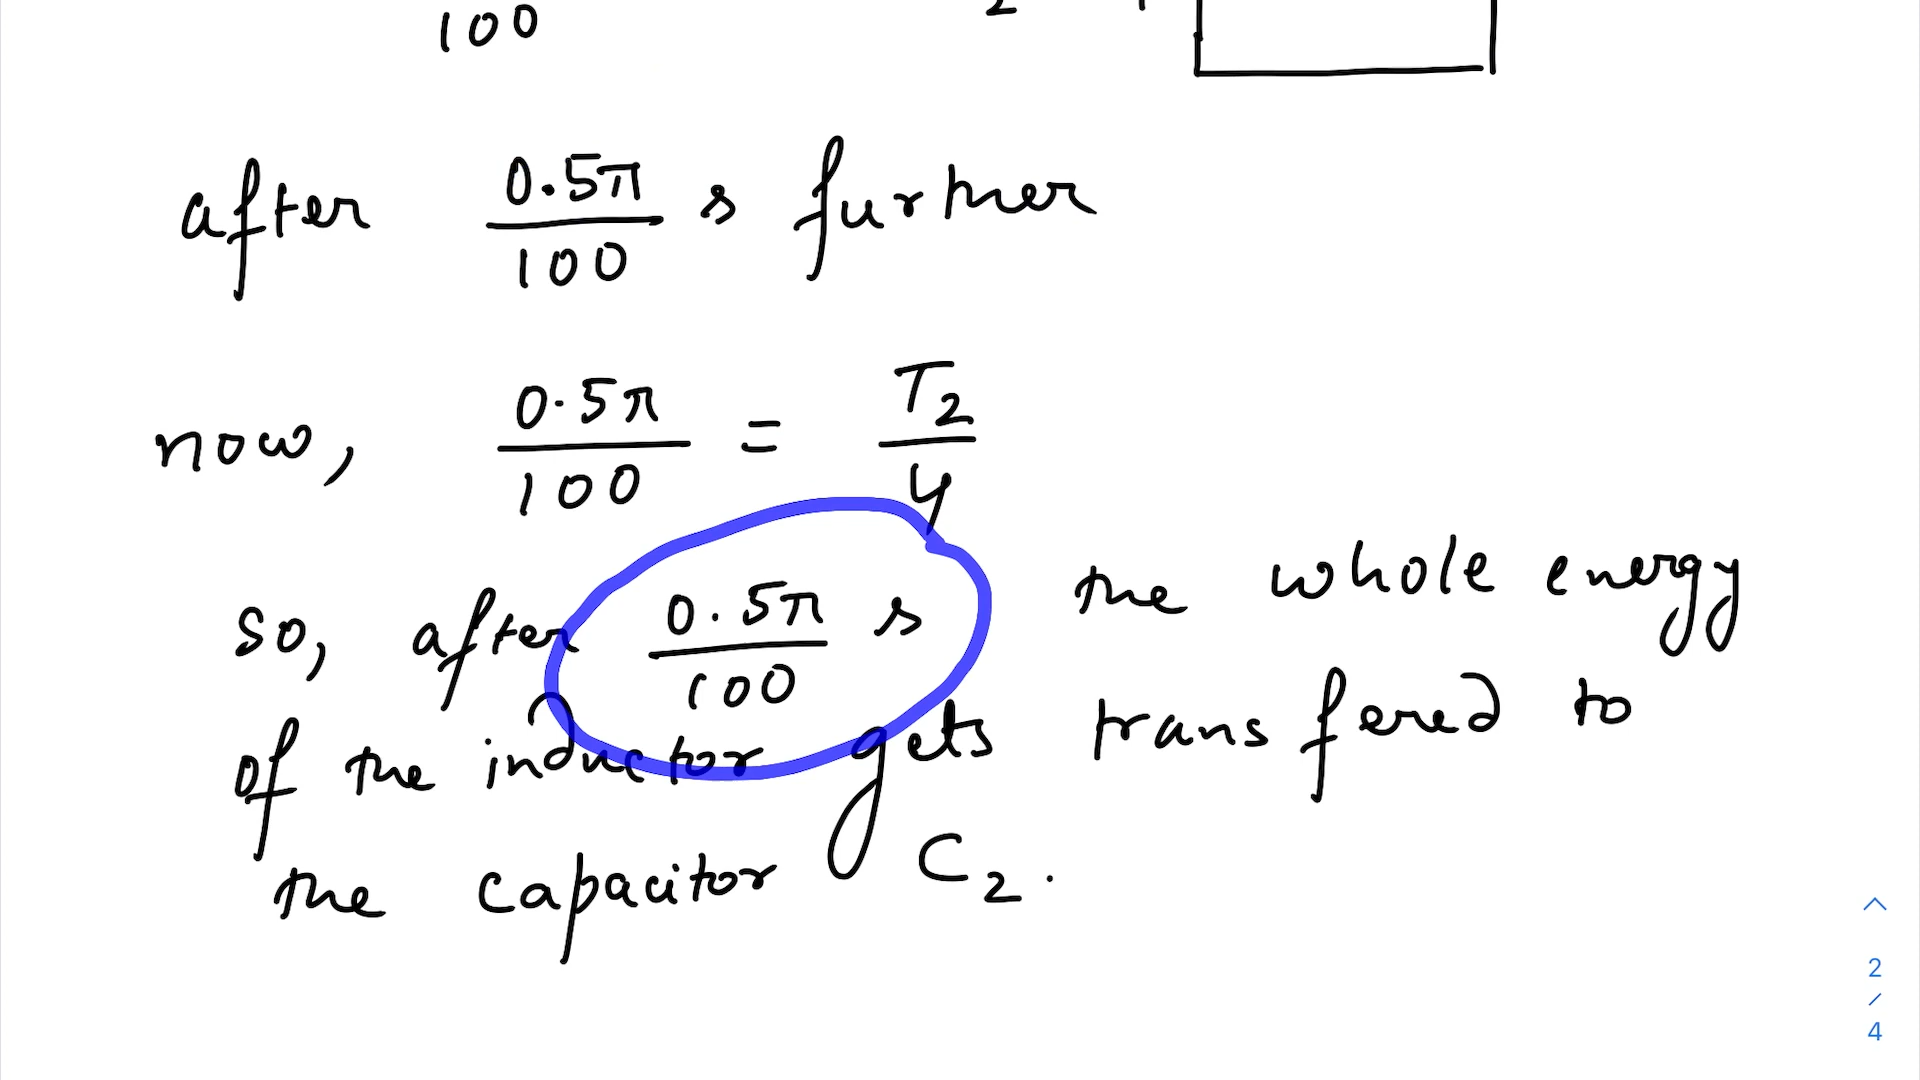 100
2
after 0.5π/100 s further
now, 0.5π/100 = T2/4
so, after 0.5π/100 s the whole energy
of the inductor gets transfered to
the capacitor C2.
2
/
4